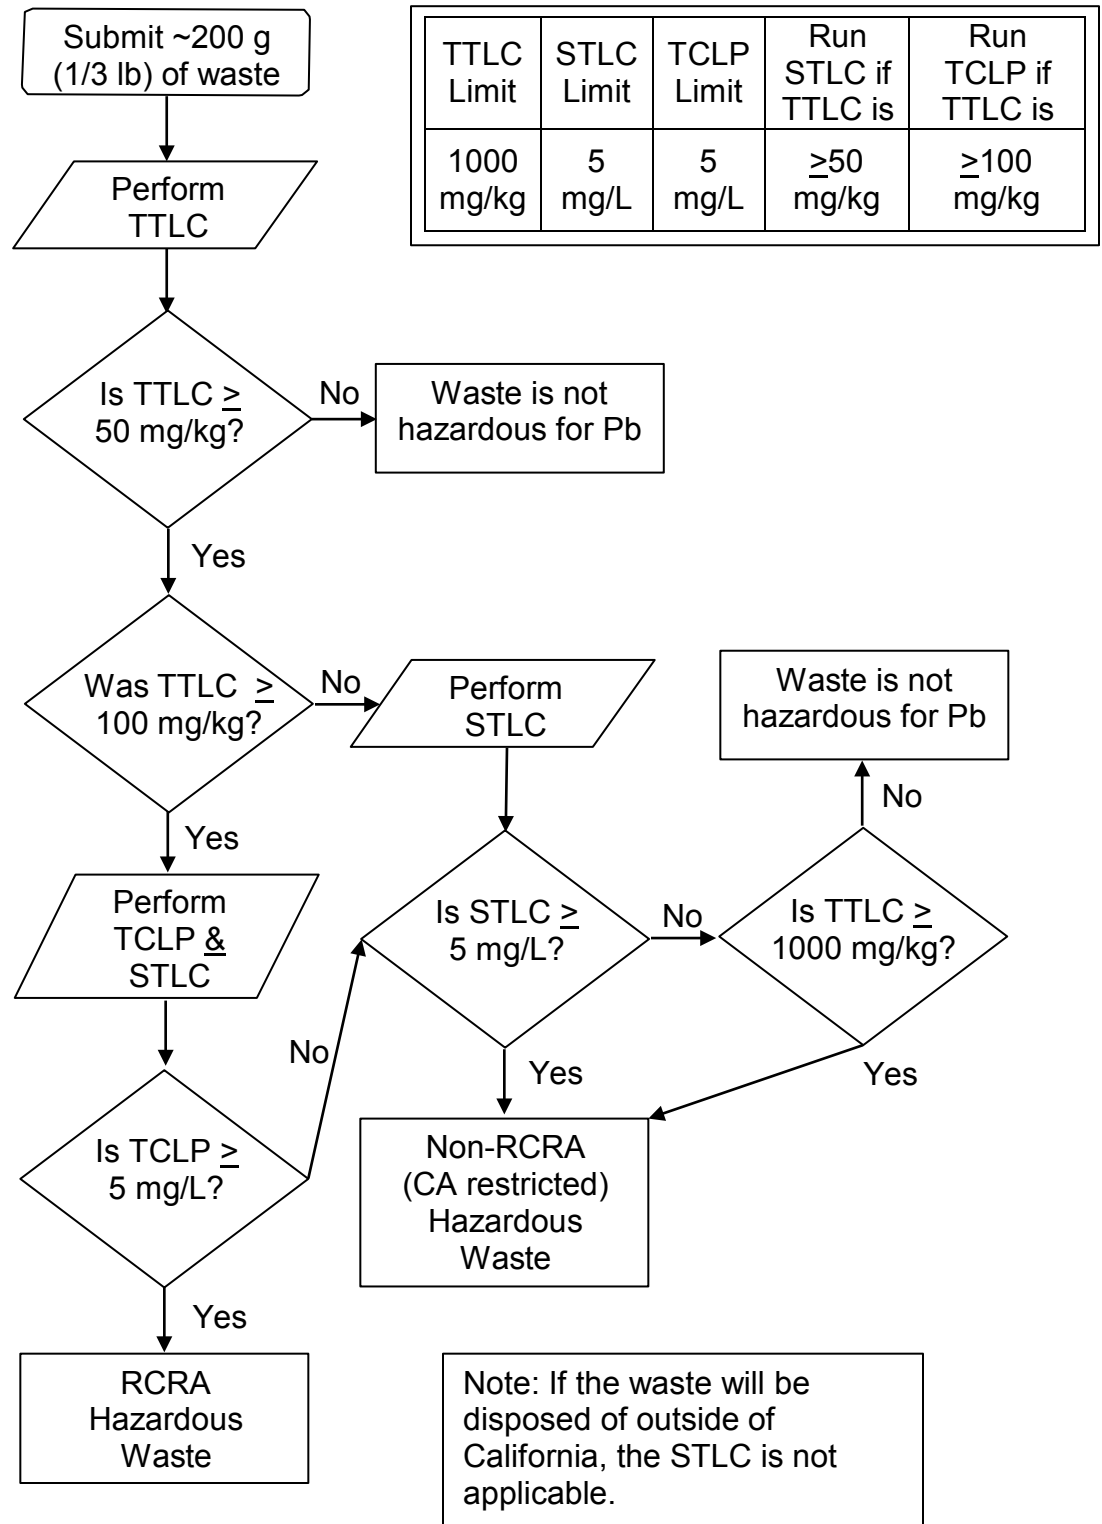 Submit ~200 g
(1/3 lb) of waste
TTLC
Limit
STLC
Limit
TCLP
Limit
Run
STLC if
TTLC is
Run
TCLP if
TTLC is
1000
mg/kg
5
mg/L
5
mg/L
≥50
mg/kg
≥100
mg/kg
Perform
TTLC
Is TTLC ≥
50 mg/kg?
No
Waste is not
hazardous for Pb
Yes
Was TTLC ≥
100 mg/kg?
No
Perform
STLC
Waste is not
hazardous for Pb
No
Yes
Perform
TCLP &
STLC
Is STLC ≥
5 mg/L?
No
Is TTLC ≥
1000 mg/kg?
No
Yes
Yes
Is TCLP ≥
5 mg/L?
Non-RCRA
(CA restricted)
Hazardous
Waste
Yes
RCRA
Hazardous
Waste
Note: If the waste will be
disposed of outside of
California, the STLC is not
applicable.